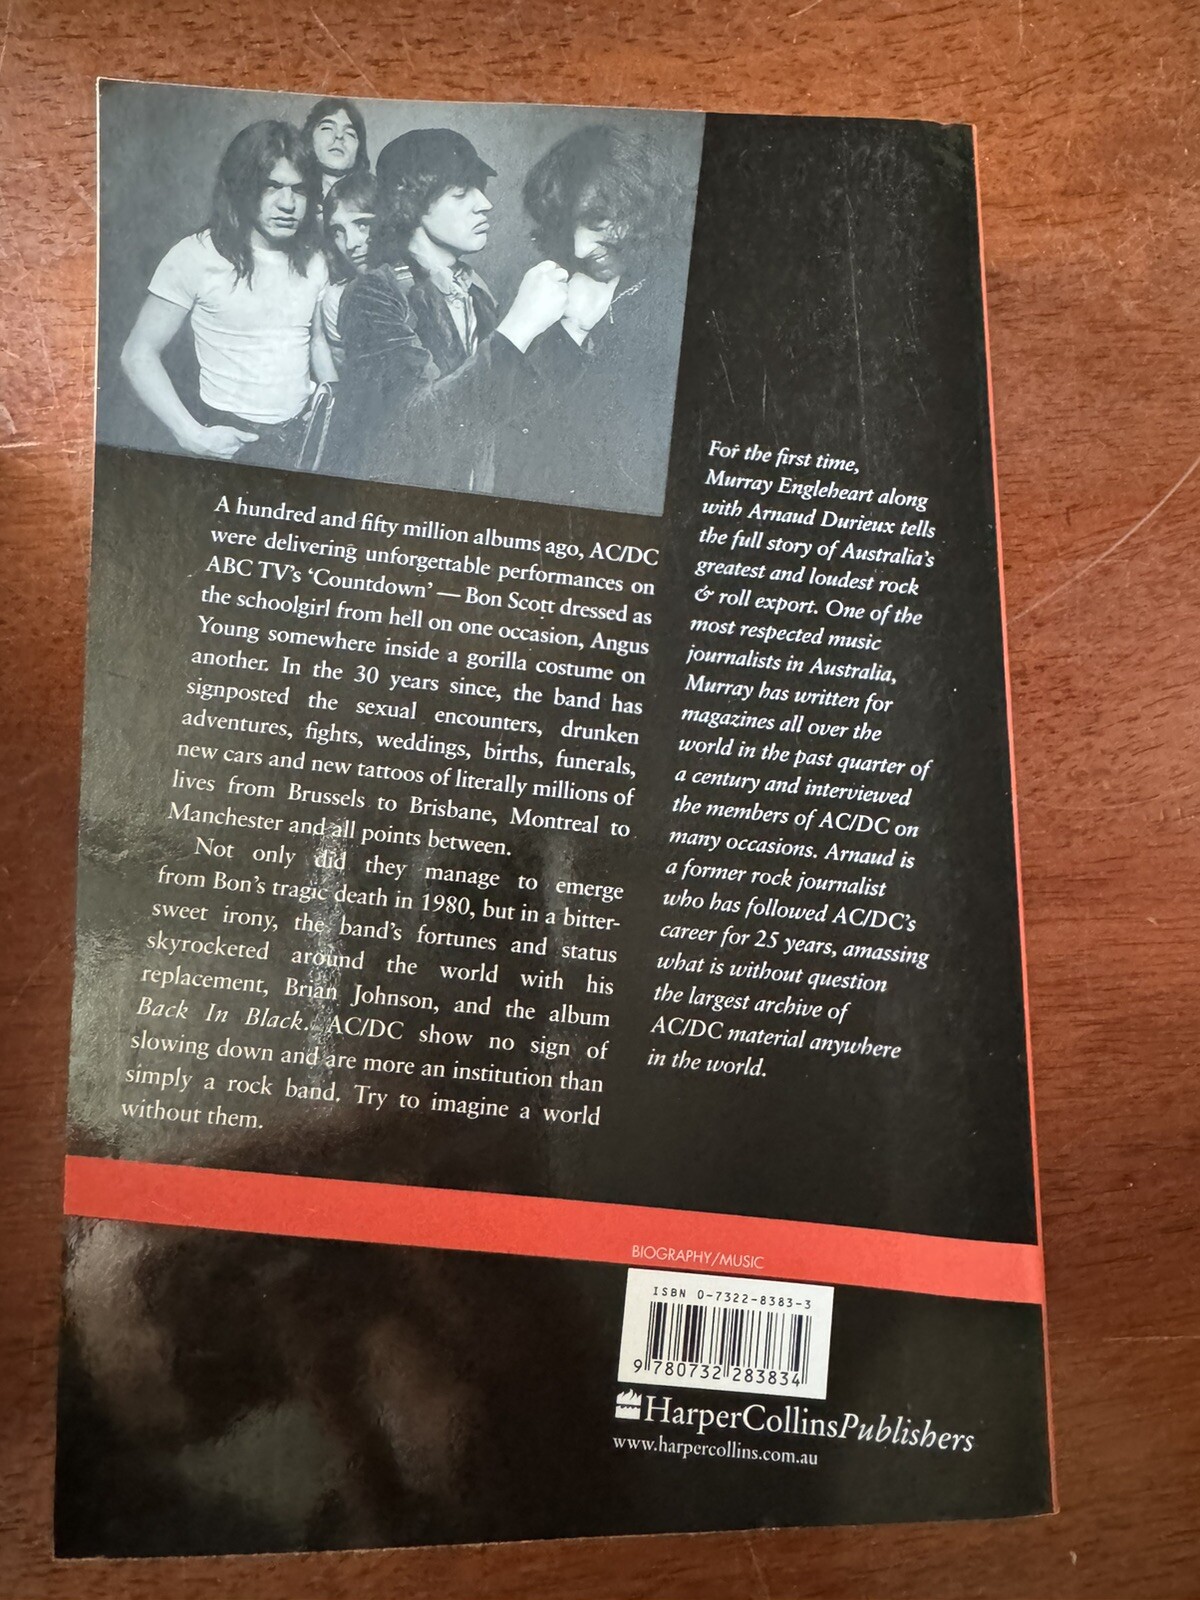 A hundred and fifty million albums ago, AC/DC
were delivering unforgettable performances on
ABC TV's 'Countdown' — Bon Scott dressed as
the schoolgirl from hell on one occasion, Angus
Young somewhere inside a gorilla costume on
another. In the 30 years since, the band has
signposted the sexual encounters, drunken
adventures, fights, weddings, births, funerals,
new cars and new tattoos of literally millions of
lives from Brussels to Brisbane, Montreal to
Manchester and all points between.
Not only did they manage to emerge
from Bon's tragic death in 1980, but in a bitter-
sweet irony, the band's fortunes and status
skyrocketed around the world with his
replacement, Brian Johnson, and the album
Back In Black. AC/DC show no sign of
slowing down and are more an institution than
simply a rock band. Try to imagine a world
without them.
For the first time,
Murray Engleheart along
with Arnaud Durieux tells
the full story of Australia's
greatest and loudest rock
& roll export. One of the
most respected music
journalists in Australia,
Murray has written for
magazines all over the
world in the past quarter of
a century and interviewed
the members of AC/DC on
many occasions. Arnaud is
a former rock journalist
who has followed AC/DC's
career for 25 years, amassing
what is without question
the largest archive of
AC/DC material anywhere
in the world.
BIOGRAPHY/MUSIC
ISBN 0-7322-8383-3
9 780732 283834
HarperCollinsPublishers
www.harpercollins.com.au